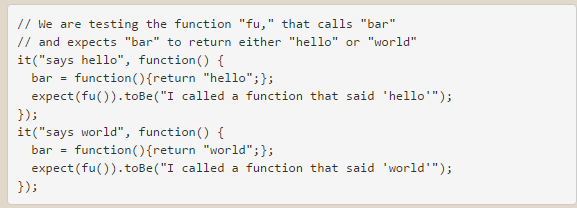 // We are testing the function "fu," that calls "bar"
// and expects "bar" to return either "hello" or "world"
it("says hello", function() {
  bar = function(){return "hello";};
  expect(fu()).toBe("I called a function that said 'hello'");
});
it("says world", function() {
  bar = function(){return "world";};
  expect(fu()).toBe("I called a function that said 'world'");
});